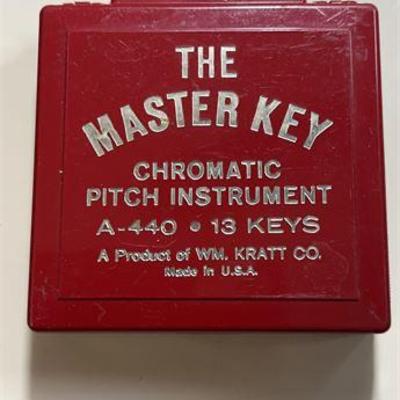 THE
MASTER KEY
CHROMATIC
PITCH INSTRUMENT
A-440 • 13 KEYS
A Product of WM. KRATT CO.
Made in U.S.A.